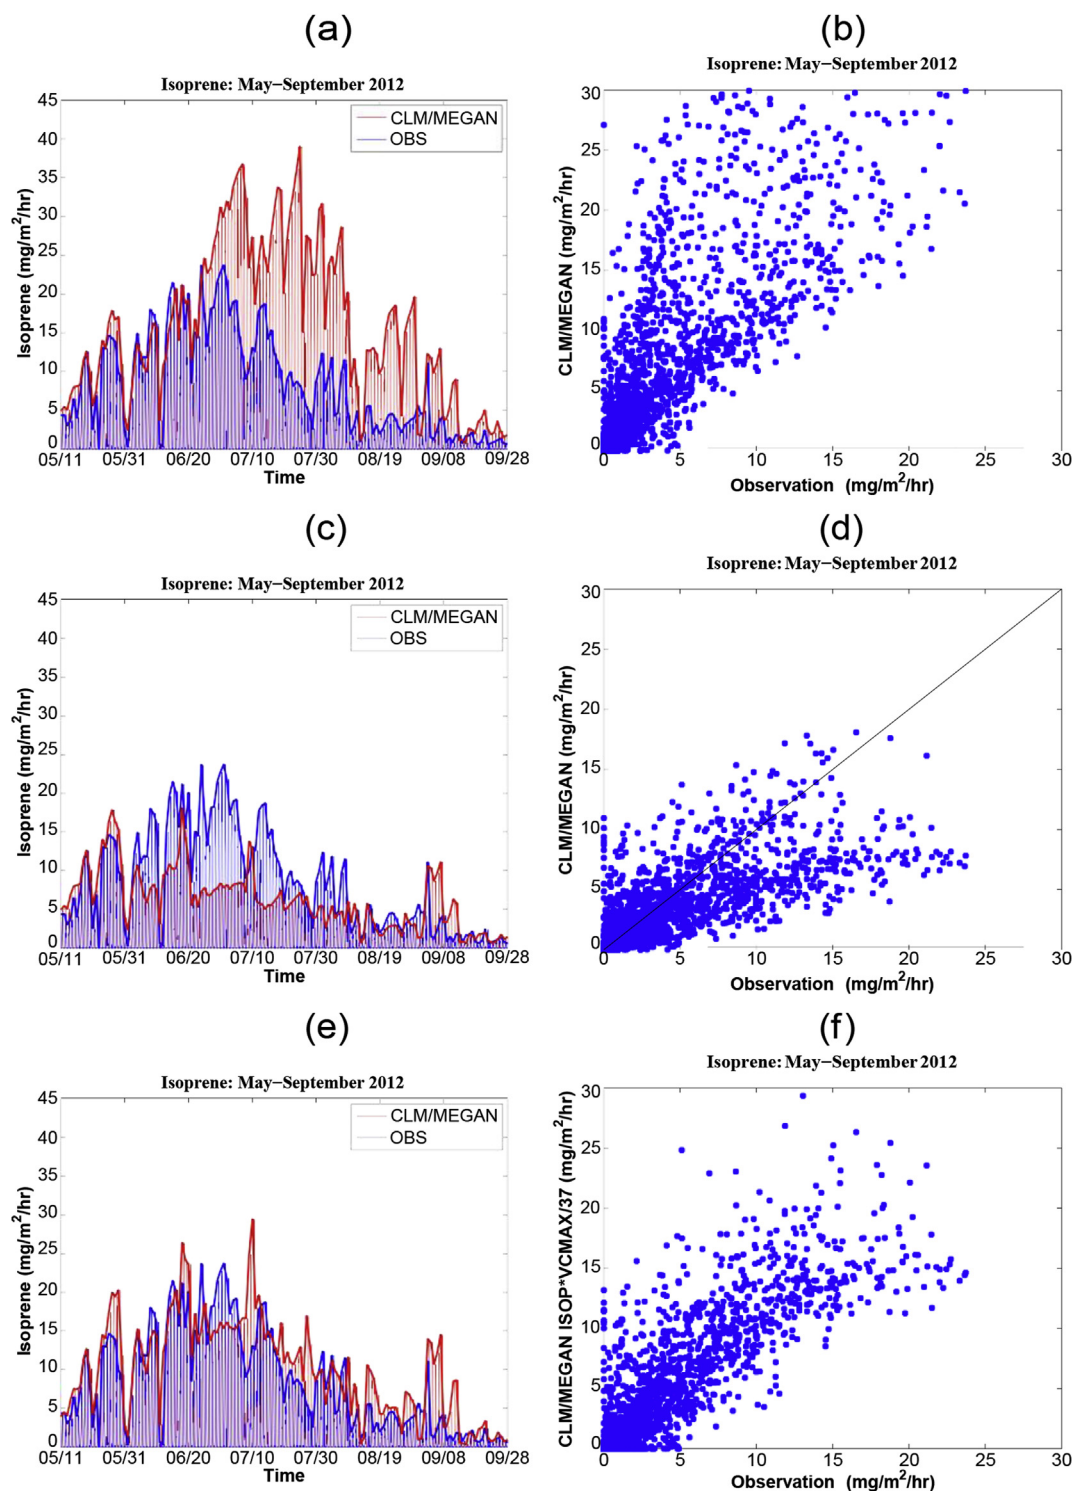 (a)
Isoprene: May−September 2012
Isoprene (mg/m²/hr)
45
40
35
30
25
20
15
10
5
0
CLM/MEGAN
OBS
05/11 05/31 06/20 07/10 07/30 08/19 09/08 09/28
Time
(b)
Isoprene: May−September 2012
CLM/MEGAN (mg/m²/hr)
30
25
20
15
10
5
0
0 5 10 15 20 25 30
Observation (mg/m²/hr)
(c)
Isoprene: May−September 2012
Isoprene (mg/m²/hr)
45
40
35
30
25
20
15
10
5
0
CLM/MEGAN
OBS
05/11 05/31 06/20 07/10 07/30 08/19 09/08 09/28
Time
(d)
Isoprene: May−September 2012
CLM/MEGAN (mg/m²/hr)
30
25
20
15
10
5
0
0 5 10 15 20 25 30
Observation (mg/m²/hr)
(e)
Isoprene: May−September 2012
Isoprene (mg/m²/hr)
45
40
35
30
25
20
15
10
5
0
CLM/MEGAN
OBS
05/11 05/31 06/20 07/10 07/30 08/19 09/08 09/28
Time
(f)
Isoprene: May−September 2012
CLM/MEGAN ISOP*VCMAX/37 (mg/m²/hr)
30
25
20
15
10
5
0
0 5 10 15 20 25 30
Observation (mg/m²/hr)